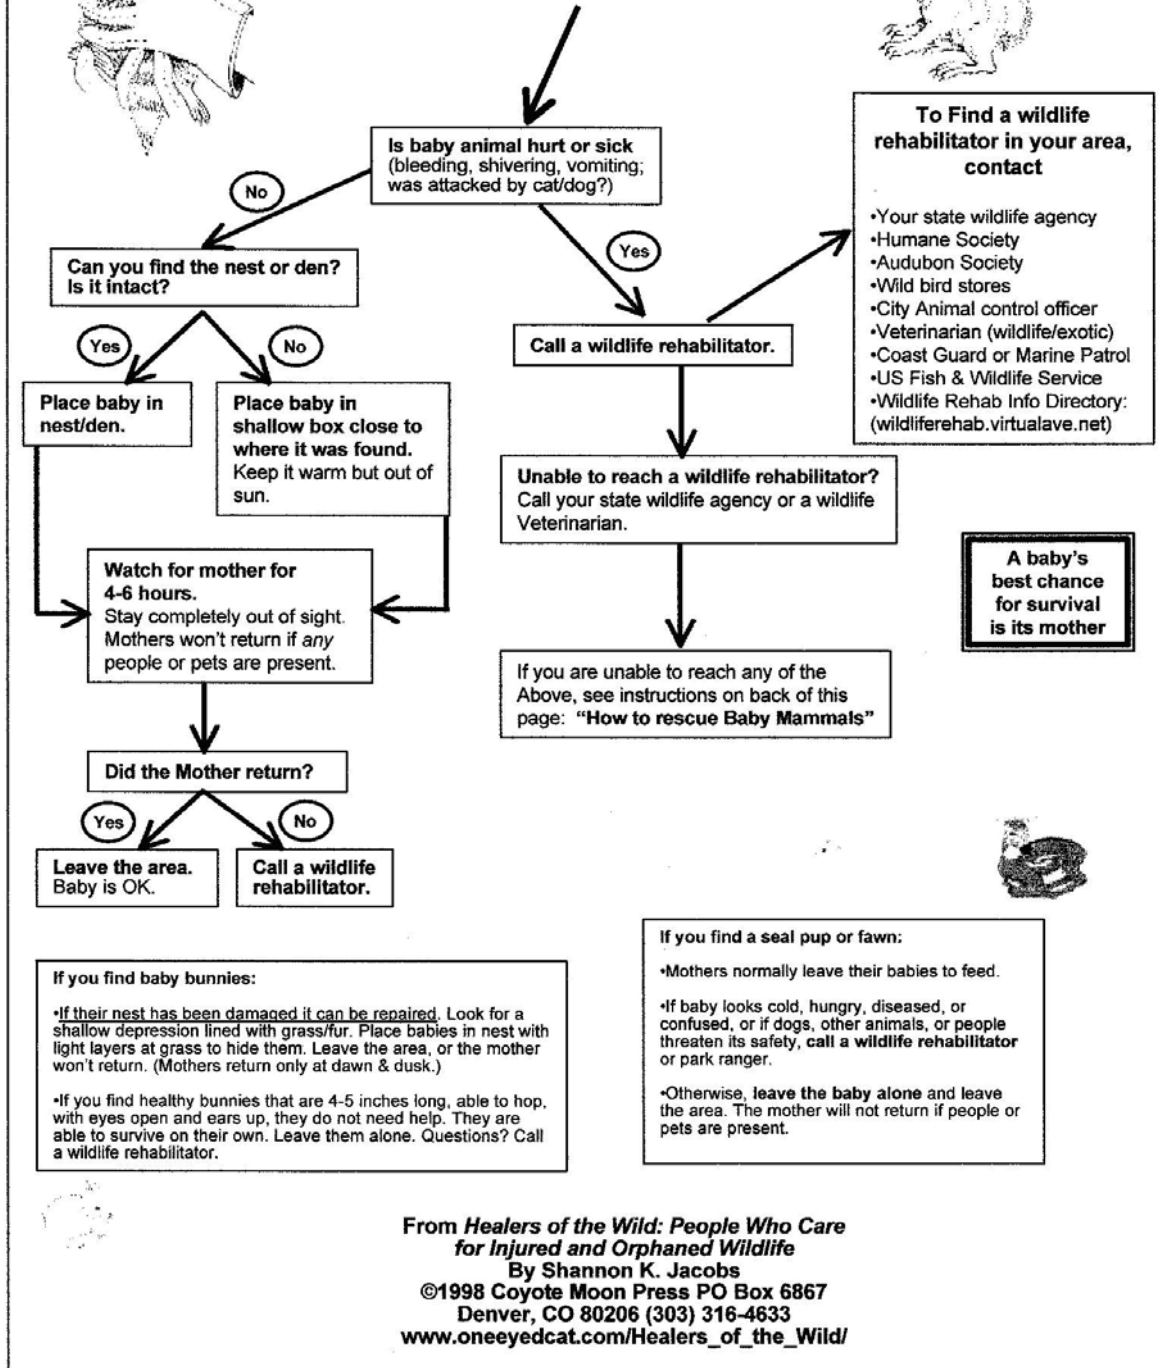 Is baby animal hurt or sick
(bleeding, shivering, vomiting;
was attacked by cat/dog?)
No
Yes
Can you find the nest or den?
Is it intact?
Yes
No
Place baby in
nest/den.
Place baby in
shallow box close to
where it was found.
Keep it warm but out of
sun.
Watch for mother for
4-6 hours.
Stay completely out of sight.
Mothers won't return if any
people or pets are present.
Did the Mother return?
Yes
No
Leave the area.
Baby is OK.
Call a wildlife
rehabilitator.
Call a wildlife rehabilitator.
Unable to reach a wildlife rehabilitator?
Call your state wildlife agency or a wildlife
Veterinarian.
If you are unable to reach any of the
Above, see instructions on back of this
page: “How to rescue Baby Mammals”
To Find a wildlife
rehabilitator in your area,
contact
•Your state wildlife agency
•Humane Society
•Audubon Society
•Wild bird stores
•City Animal control officer
•Veterinarian (wildlife/exotic)
•Coast Guard or Marine Patrol
•US Fish & Wildlife Service
•Wildlife Rehab Info Directory:
(wildliferehab.virtualave.net)
A baby's
best chance
for survival
is its mother
If you find baby bunnies:
•If their nest has been damaged it can be repaired. Look for a
shallow depression lined with grass/fur. Place babies in nest with
light layers at grass to hide them. Leave the area, or the mother
won't return. (Mothers return only at dawn & dusk.)
•If you find healthy bunnies that are 4-5 inches long, able to hop,
with eyes open and ears up, they do not need help. They are
able to survive on their own. Leave them alone. Questions? Call
a wildlife rehabilitator.
If you find a seal pup or fawn:
•Mothers normally leave their babies to feed.
•If baby looks cold, hungry, diseased, or
confused, or if dogs, other animals, or people
threaten its safety, call a wildlife rehabilitator
or park ranger.
•Otherwise, leave the baby alone and leave
the area. The mother will not return if people or
pets are present.
From Healers of the Wild: People Who Care
for Injured and Orphaned Wildlife
By Shannon K. Jacobs
©1998 Coyote Moon Press PO Box 6867
Denver, CO 80206 (303) 316-4633
www.oneeyedcat.com/Healers_of_the_Wild/